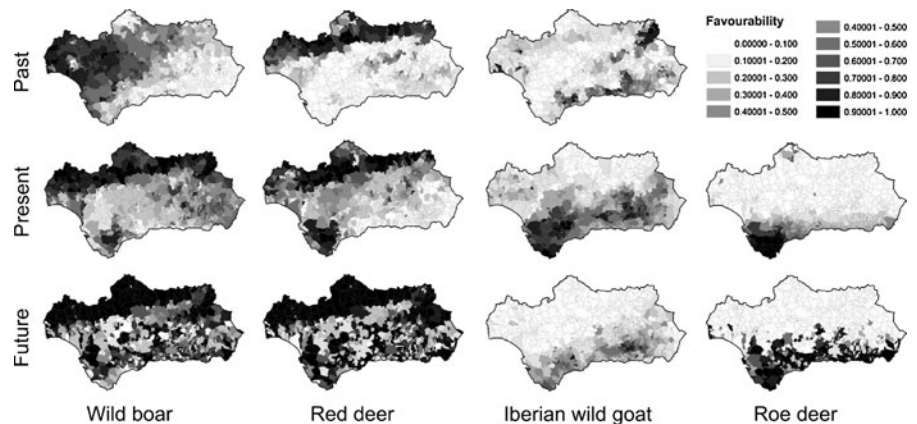 Favourability
0.00000 - 0.100
0.10001 - 0.200
0.20001 - 0.300
0.30001 - 0.400
0.40001 - 0.500
0.40001 - 0.500
0.50001 - 0.600
0.60001 - 0.700
0.70001 - 0.800
0.80001 - 0.900
0.90001 - 1.000
Past
Present
Future
Wild boar
Red deer
Iberian wild goat
Roe deer